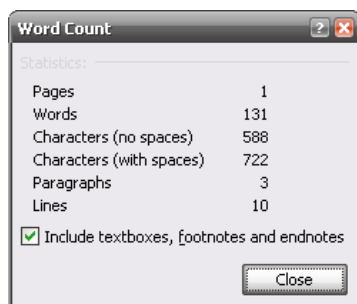 Word Count
Statistics:
Pages 1
Words 131
Characters (no spaces) 588
Characters (with spaces) 722
Paragraphs 3
Lines 10
Include textboxes, footnotes and endnotes
Close